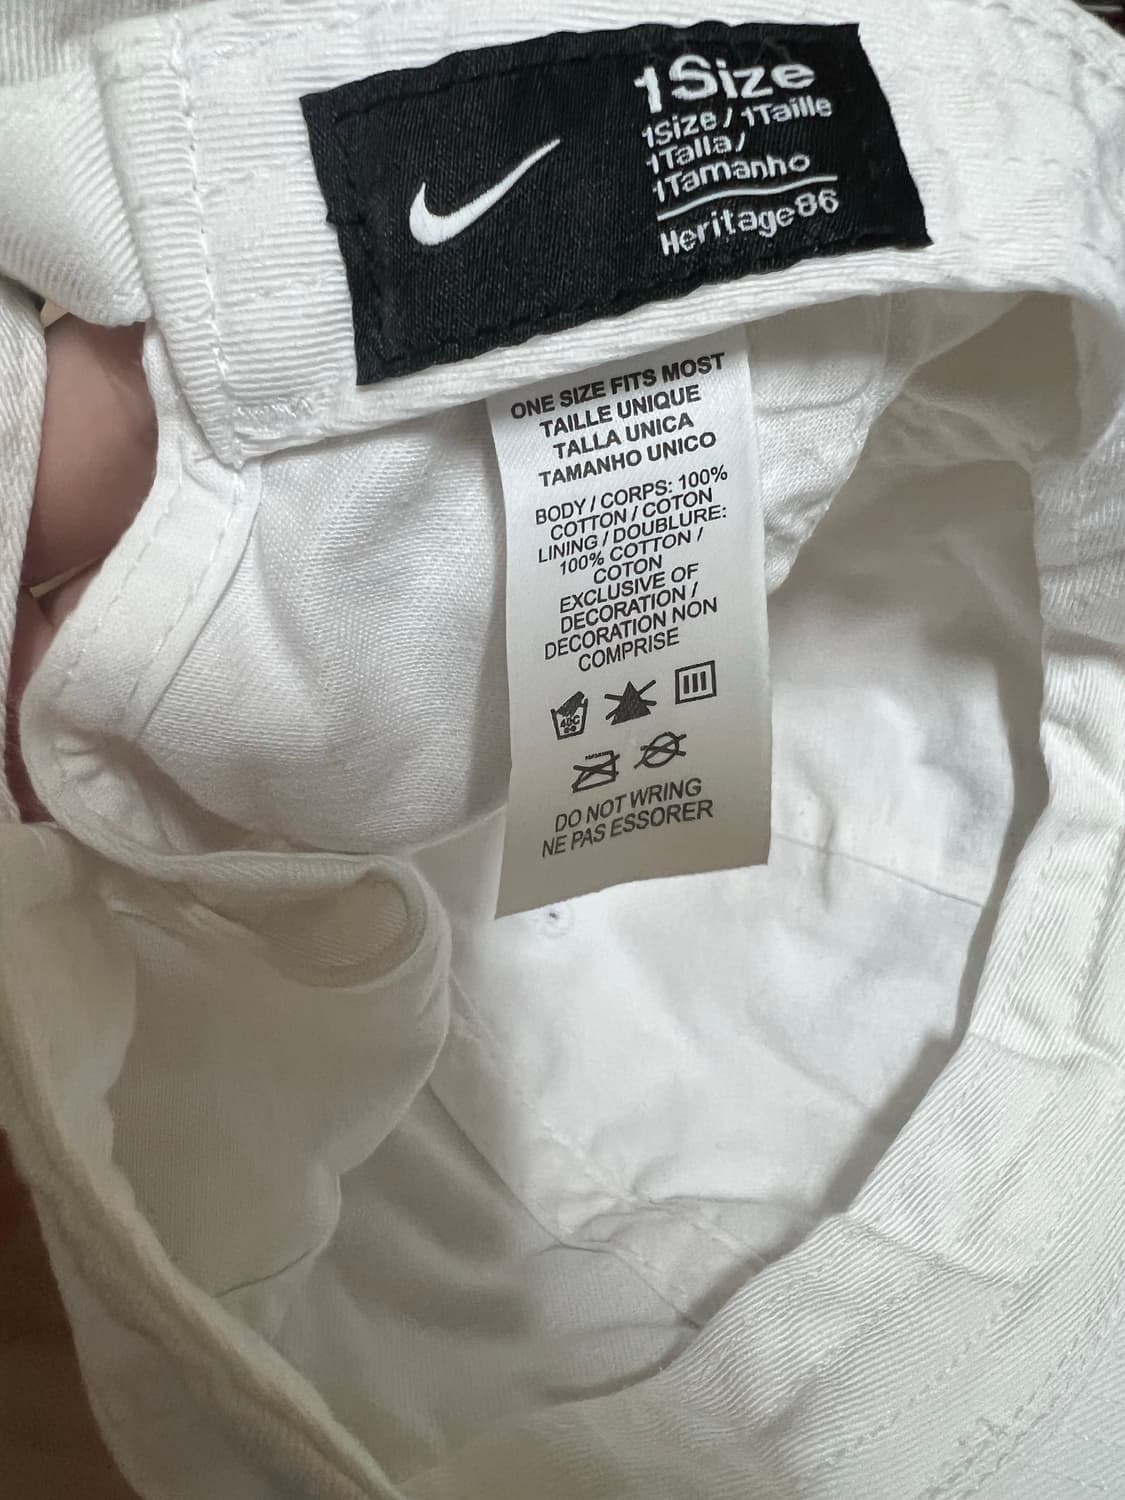 1Size
1Size / 1Taille
1Talla/
1Tamanho
Heritage86
ONE SIZE FITS MOST
TAILLE UNIQUE
TALLA UNICA
TAMANHO UNICO
BODY / CORPS: 100%
COTTON / COTON
LINING / DOUBLURE:
100% COTTON /
COTON
EXCLUSIVE OF
DECORATION /
DECORATION NON
COMPRISE
DO NOT WRING
NE PAS ESSORER